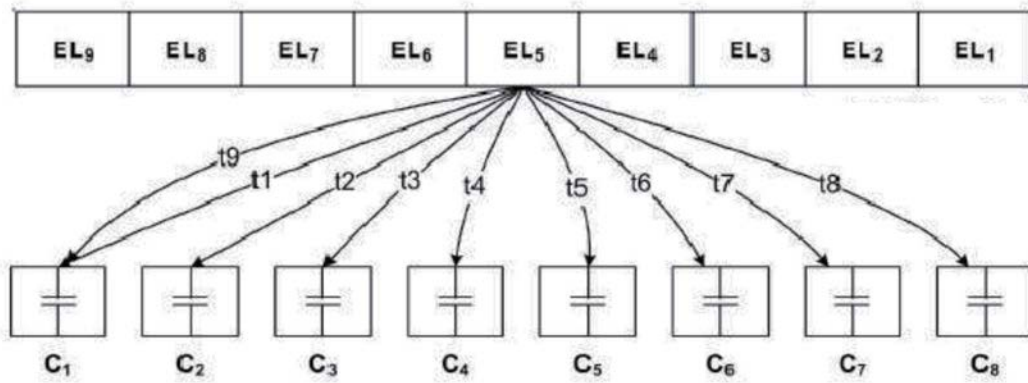 EL₉ EL₈ EL₇ EL₆ EL₅ EL₄ EL₃ EL₂ EL₁
t9 t1 t2 t3 t4 t5 t6 t7 t8
C₁ C₂ C₃ C₄ C₅ C₆ C₇ C₈